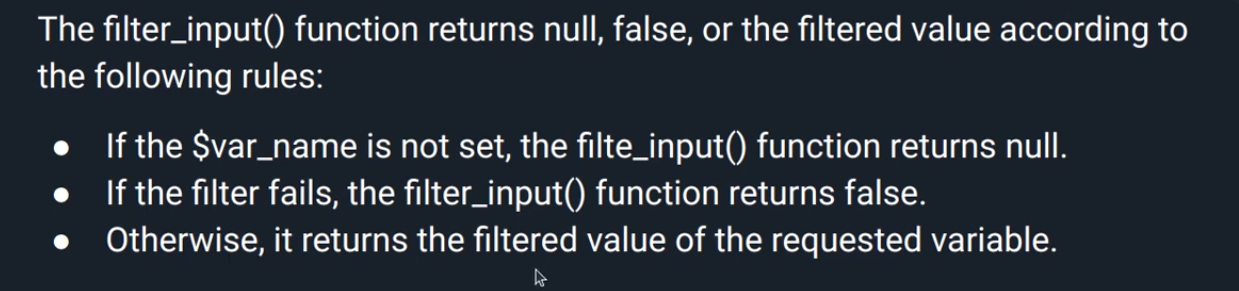 The filter_input() function returns null, false, or the filtered value according to
the following rules:
● If the $var_name is not set, the filte_input() function returns null.
● If the filter fails, the filter_input() function returns false.
● Otherwise, it returns the filtered value of the requested variable.